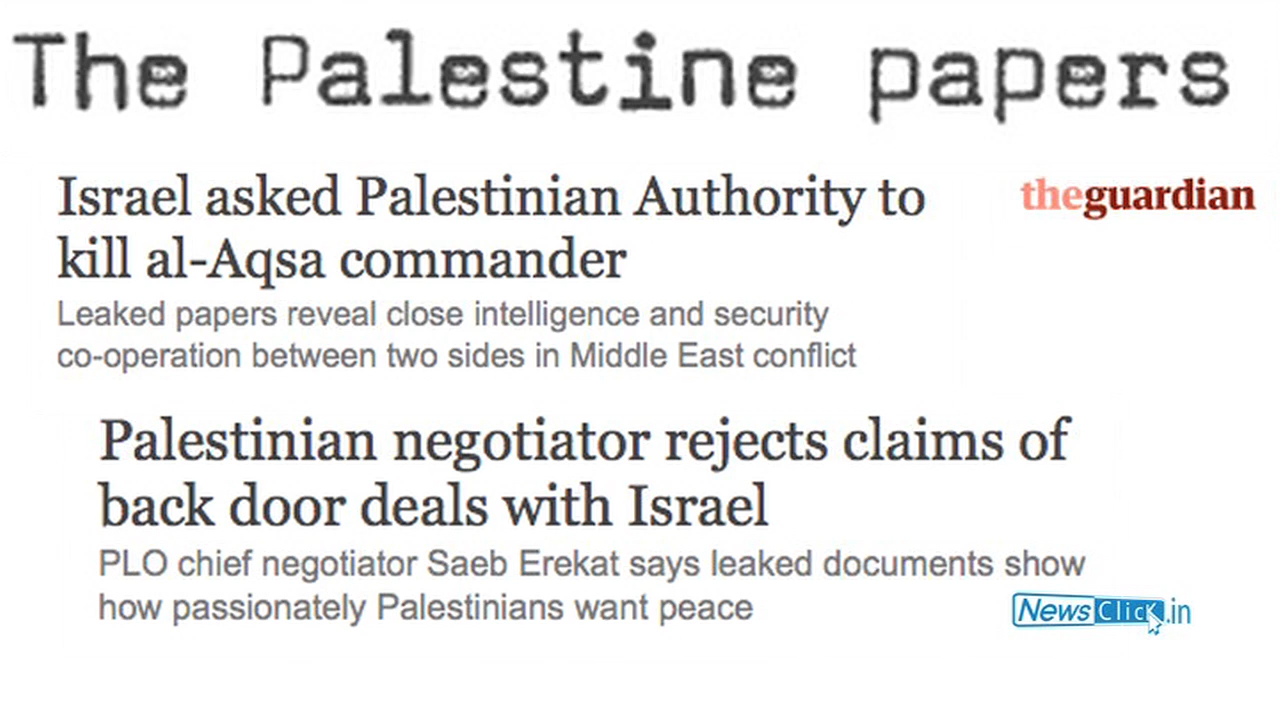 The Palestine papers
Israel asked Palestinian Authority to
theguardian
kill al-Aqsa commander
Leaked papers reveal close intelligence and security
co-operation between two sides in Middle East conflict
Palestinian negotiator rejects claims of
back door deals with Israel
PLO chief negotiator Saeb Erekat says leaked documents show
how passionately Palestinians want peace
NewsClick.in